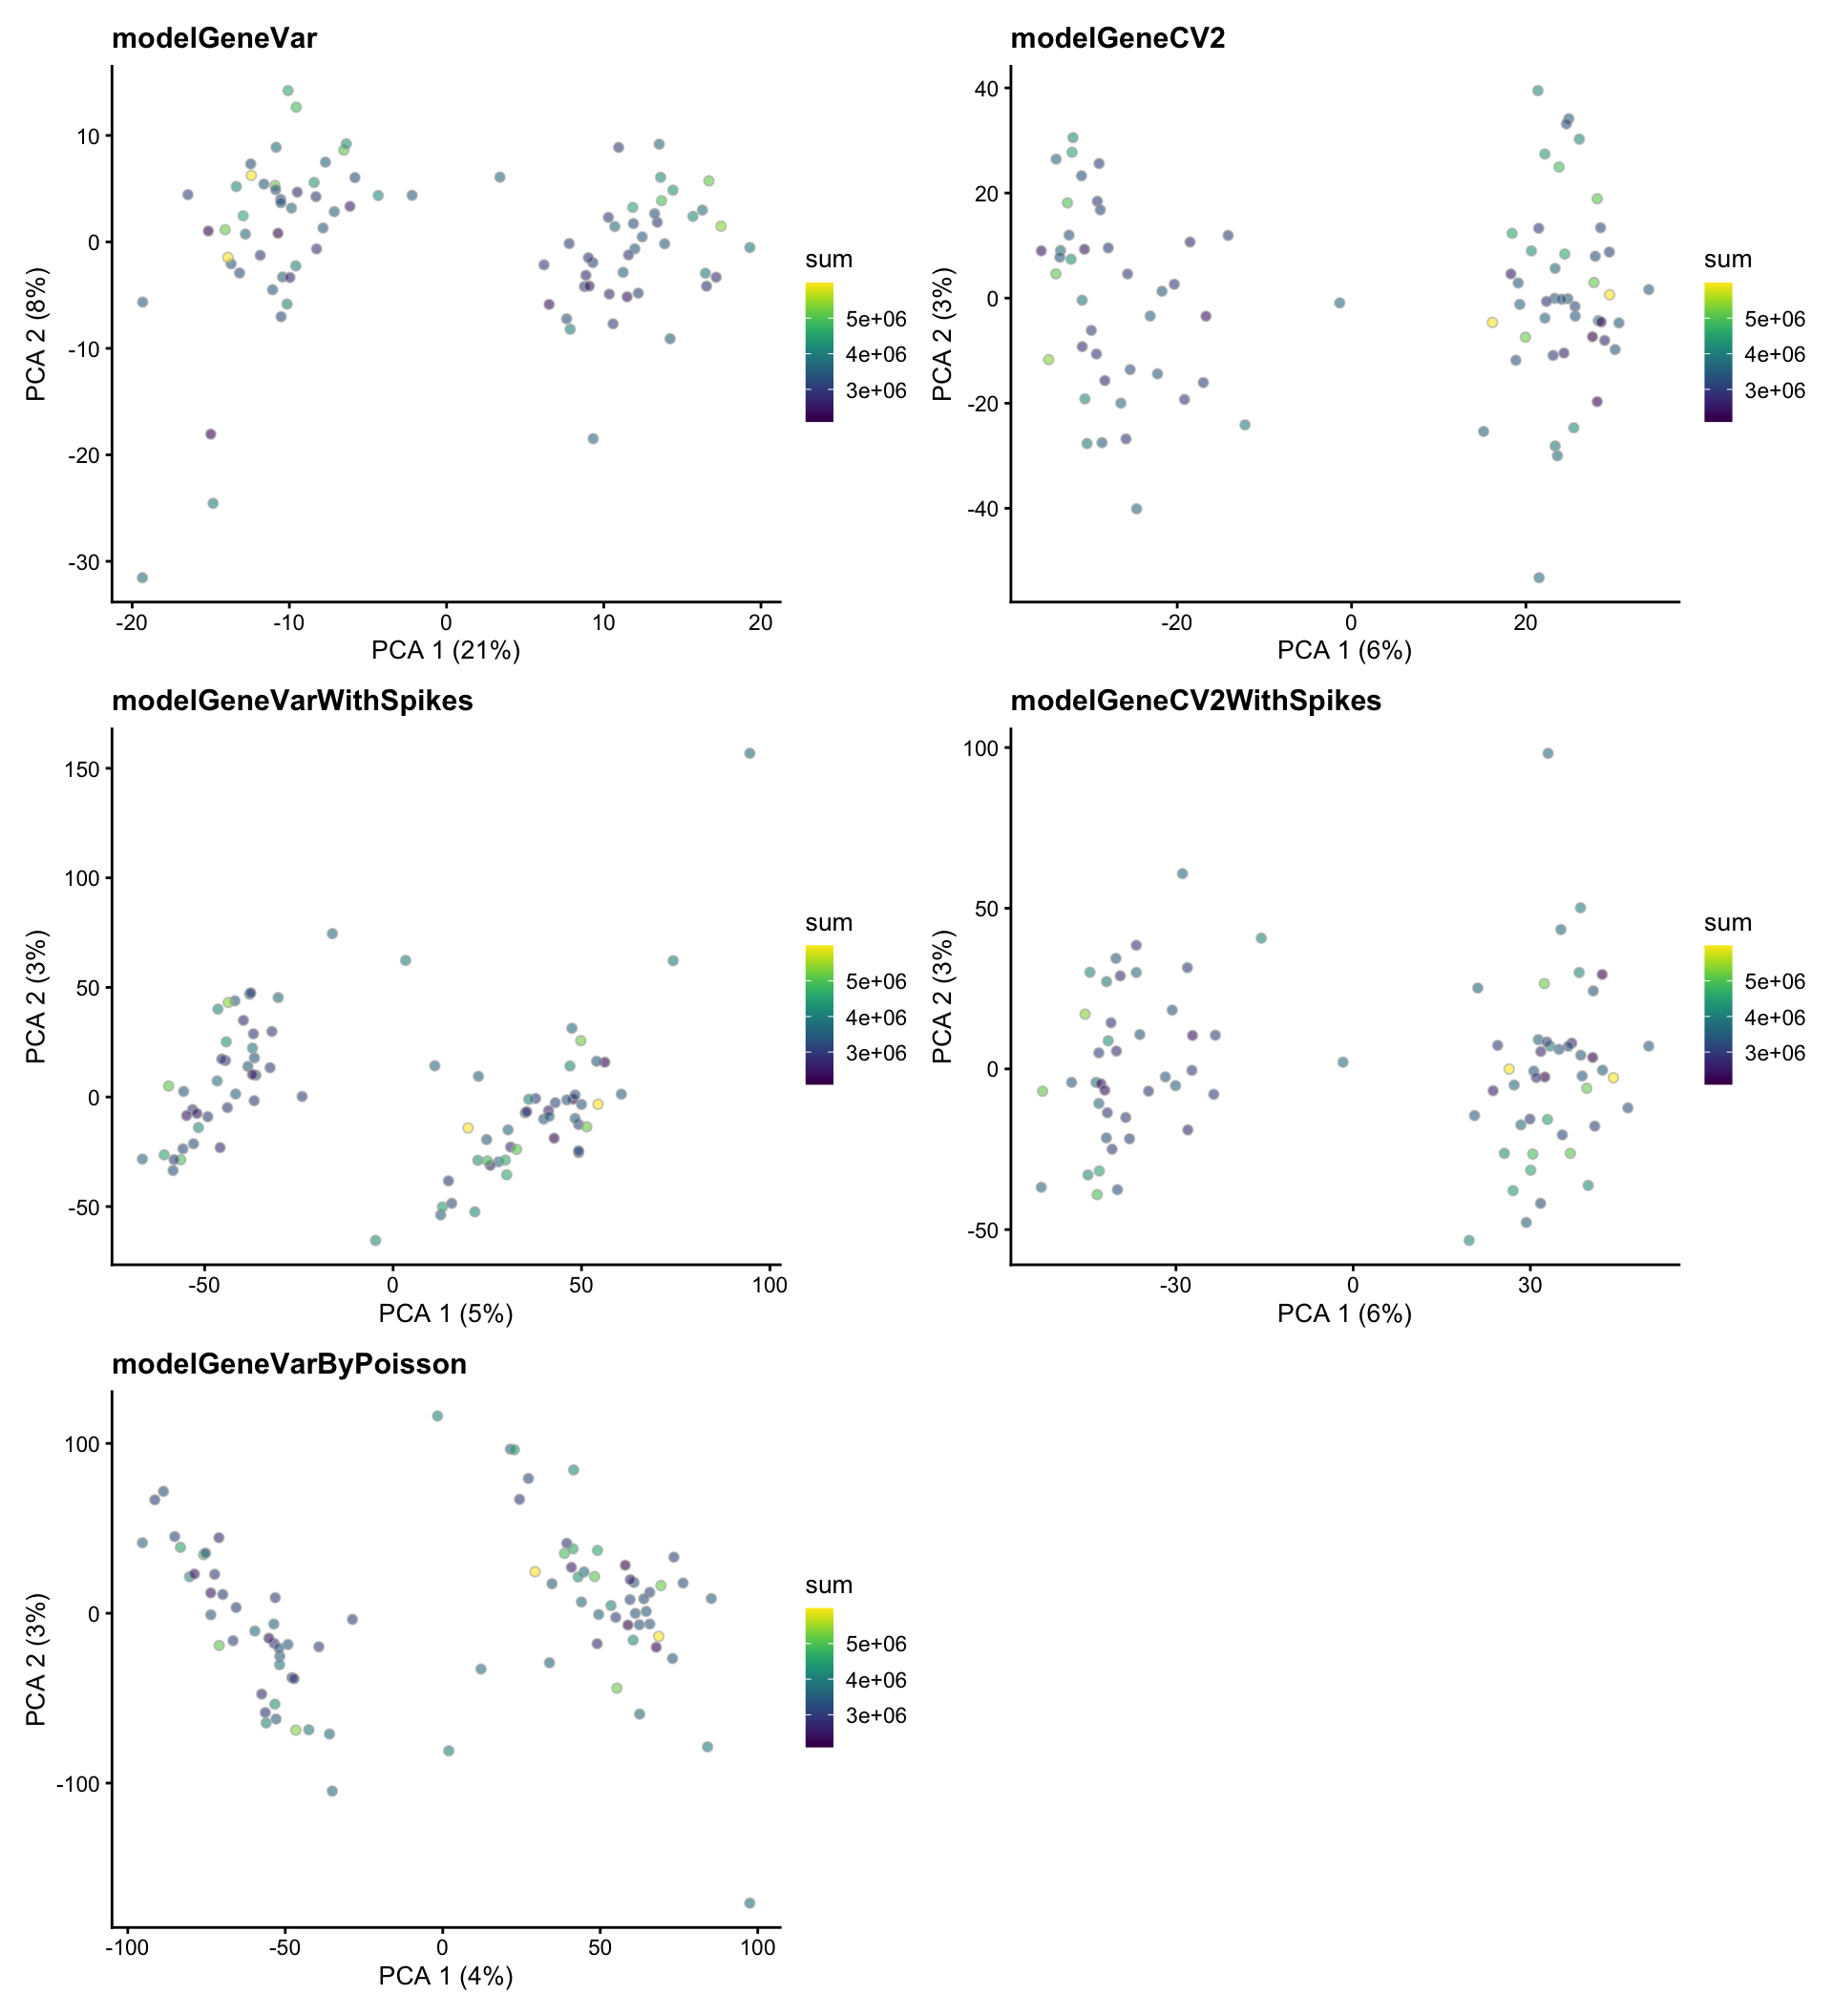 modelGeneVar
10
0
-10
-20
-30
PCA 2 (8%)
-20 -10 0 10 20
PCA 1 (21%)
sum
5e+06
4e+06
3e+06
modelGeneCV2
40
20
0
-20
-40
PCA 2 (3%)
-20 0 20
PCA 1 (6%)
sum
5e+06
4e+06
3e+06
modelGeneVarWithSpikes
150
100
50
0
-50
PCA 2 (3%)
-50 0 50 100
PCA 1 (5%)
sum
5e+06
4e+06
3e+06
modelGeneCV2WithSpikes
100
50
0
-50
PCA 2 (3%)
-30 0 30
PCA 1 (6%)
sum
5e+06
4e+06
3e+06
modelGeneVarByPoisson
100
0
-100
PCA 2 (3%)
-100 -50 0 50 100
PCA 1 (4%)
sum
5e+06
4e+06
3e+06